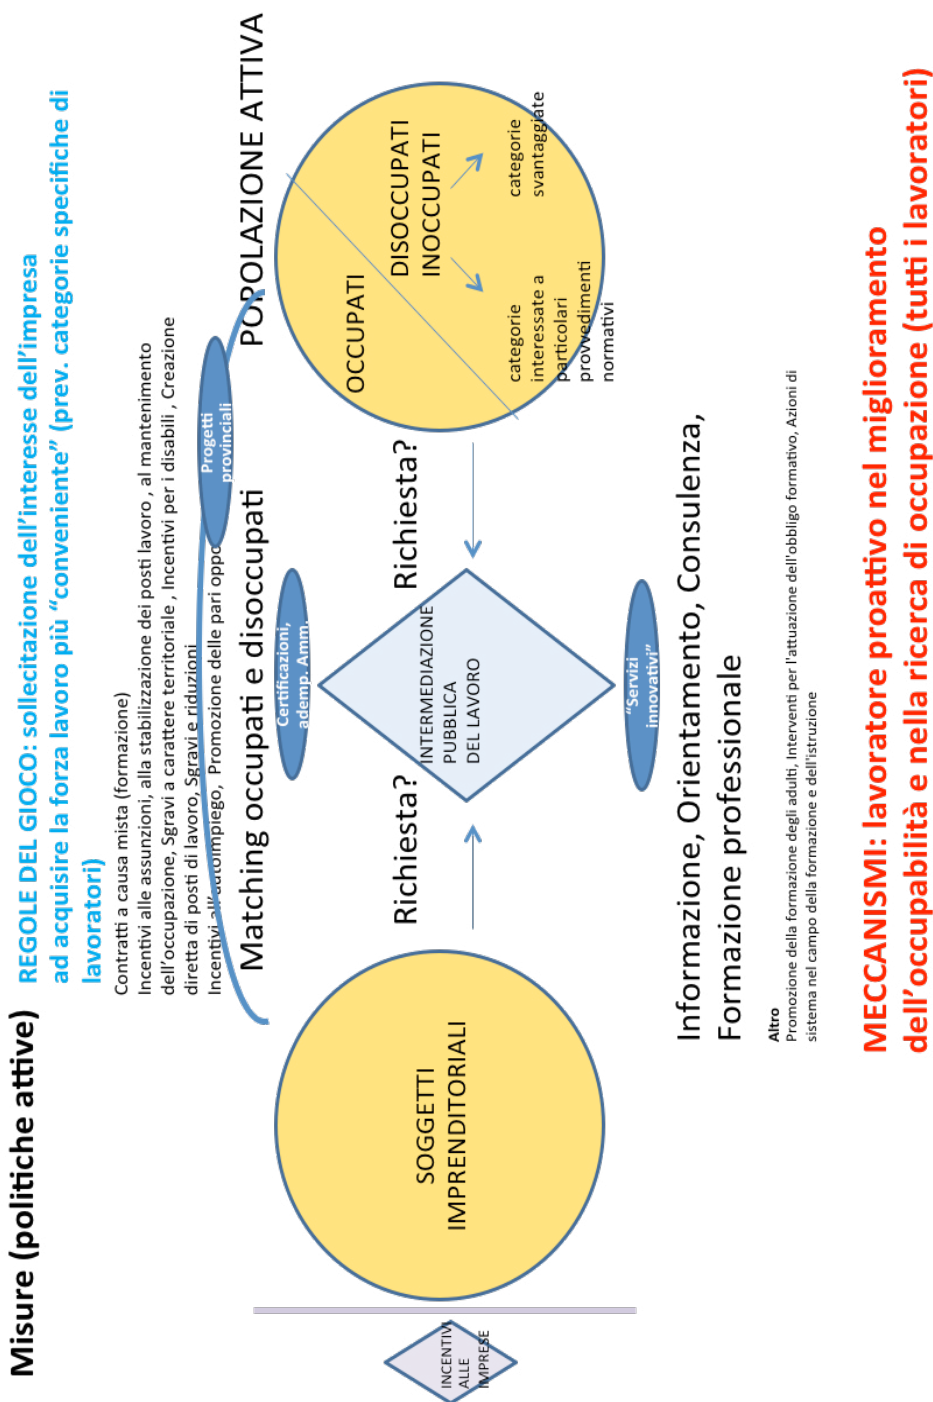 Misure (politiche attive)
REGOLE DEL GIOCO: sollecitazione dell'interesse dell'impresa
ad acquisire la forza lavoro più "conveniente" (prev. categorie specifiche di
lavoratori)
Contratti a causa mista (formazione)
Incentivi alle assunzioni, alla stabilizzazione dei posti lavoro , al mantenimento
dell'occupazione, Sgravi a carattere territoriale , Incentivi per i disabili , Creazione
diretta di posti di lavoro, Sgravi e riduzioni
Incentivi all'autoimpiego, Promozione delle pari oppo
Progetti
provinciali
Matching occupati e disoccupati
POPOLAZIONE ATTIVA
Certificazioni,
ademp. Amm.
INCENTIVI
ALLE
IMPRESE
SOGGETTI
IMPRENDITORIALI
Richiesta?
INTERMEDIAZIONE
PUBBLICA
DEL LAVORO
Richiesta?
OCCUPATI
DISOCCUPATI
INOCCUPATI
categorie
interessate a
particolari
provvedimenti
normativi
categorie
svantaggiate
"Servizi
innovativi"
Informazione, Orientamento, Consulenza,
Formazione professionale
Altro
Promozione della formazione degli adulti, Interventi per l'attuazione dell'obbligo formativo, Azioni di
sistema nel campo della formazione e dell'istruzione
MECCANISMI: lavoratore proattivo nel miglioramento
dell'occupabilità e nella ricerca di occupazione (tutti i lavoratori)